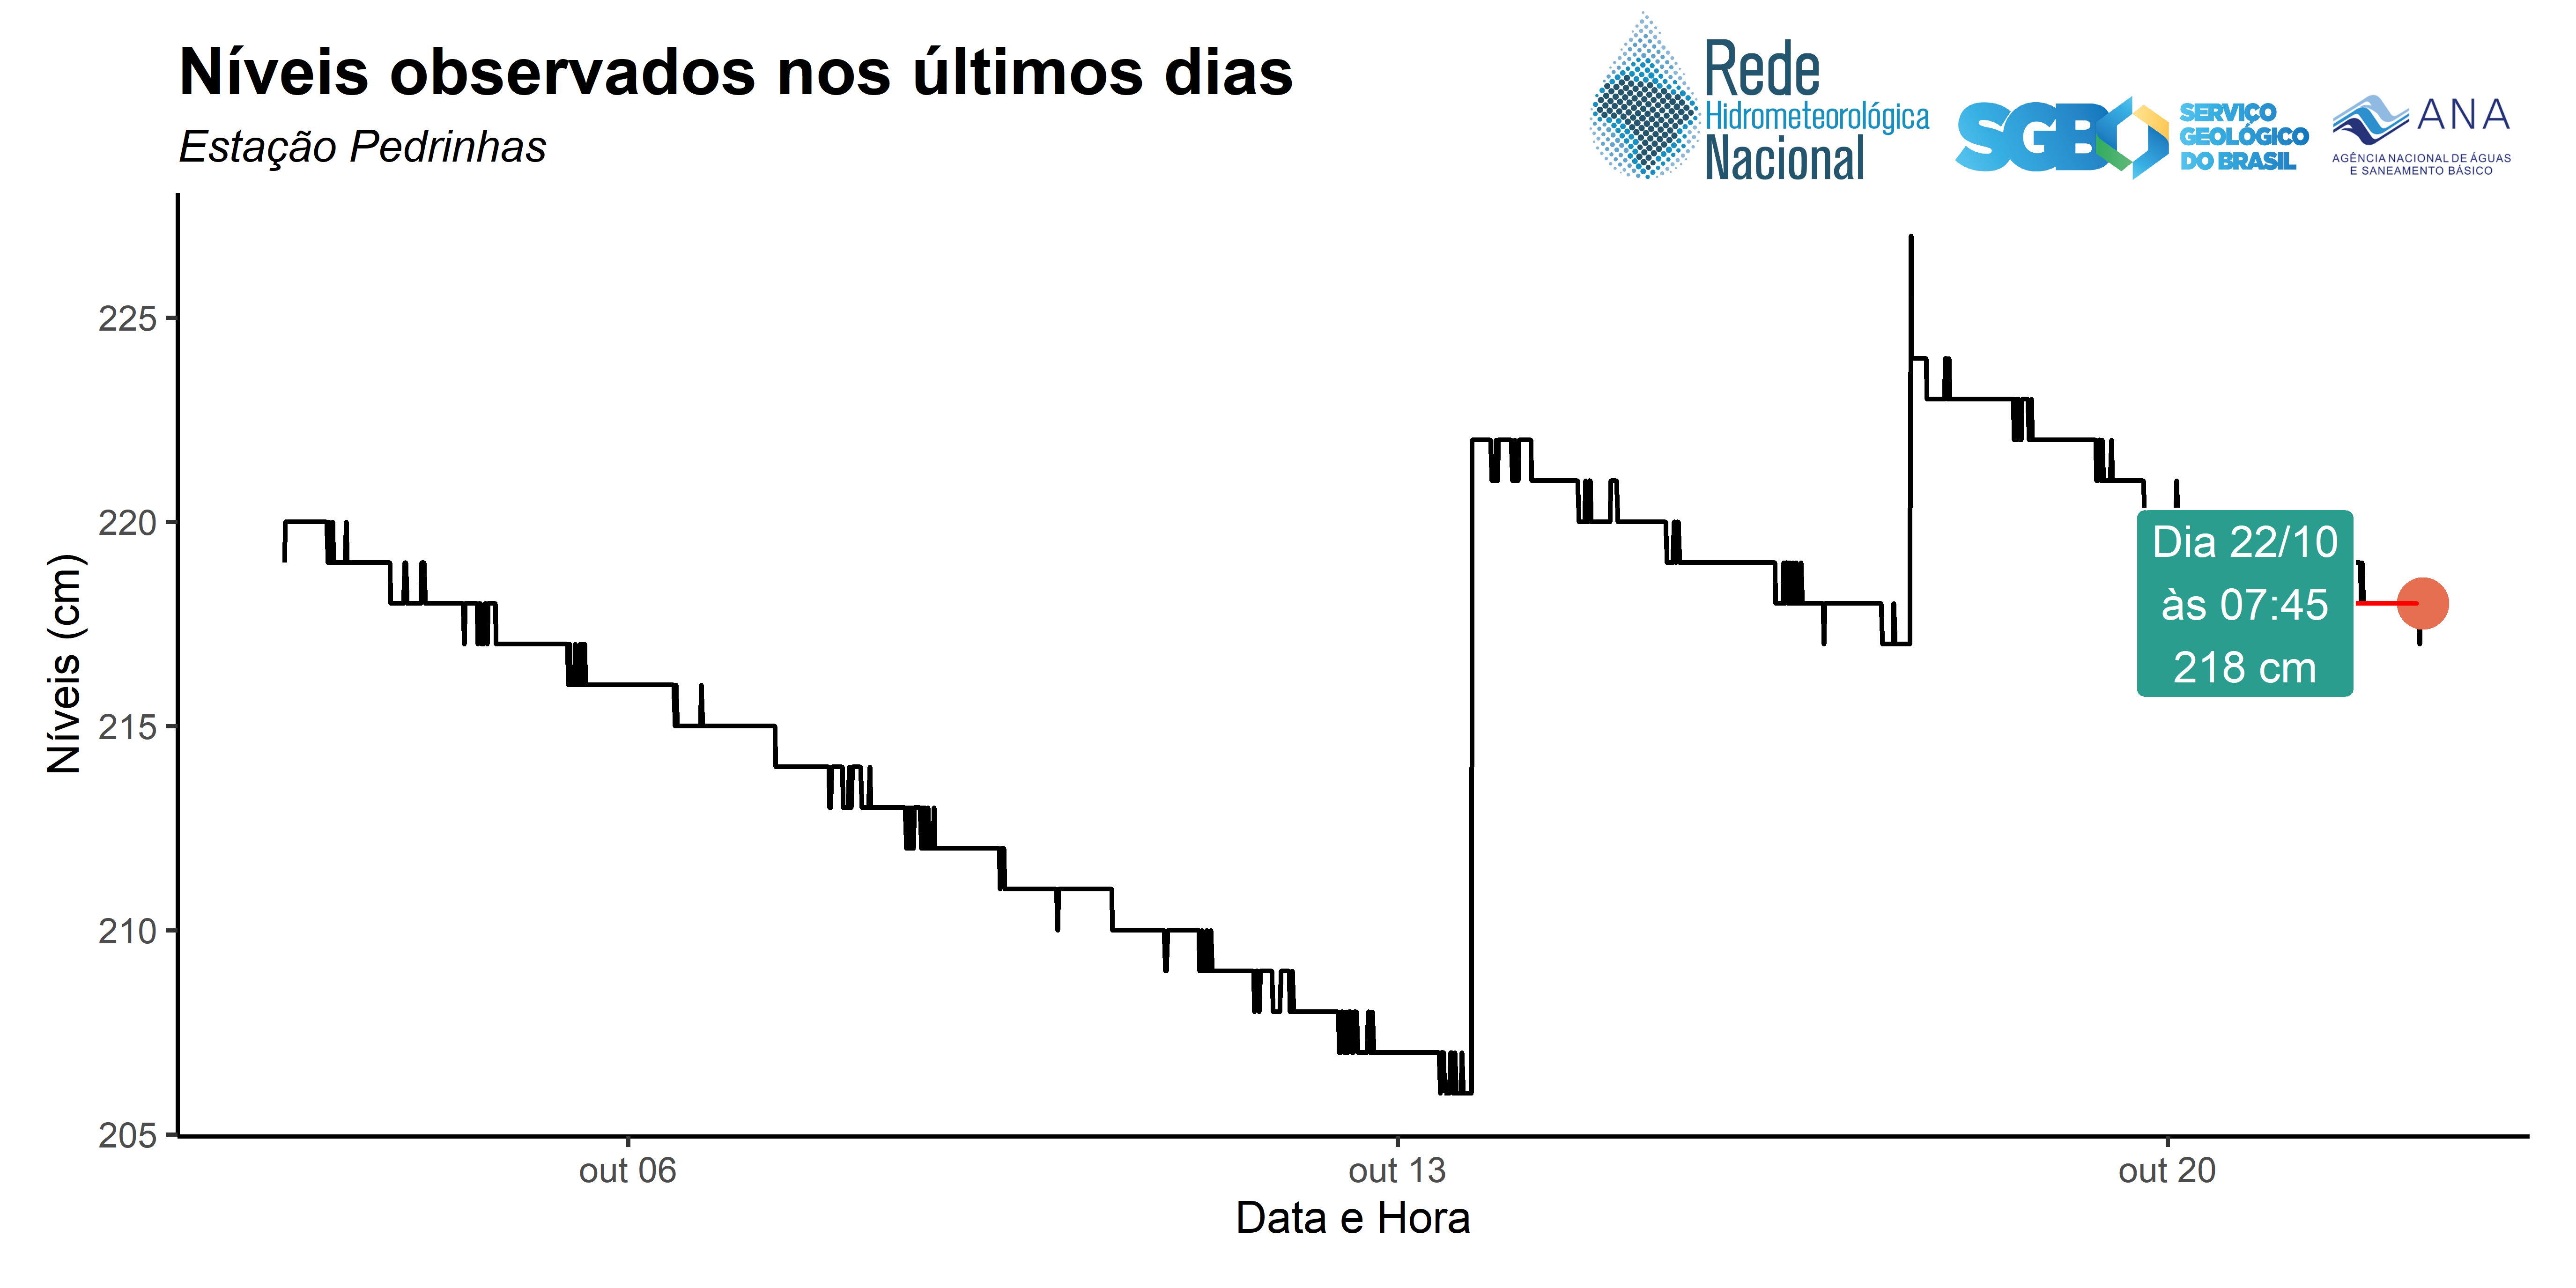 Níveis observados nos últimos dias
Estação Pedrinhas
Rede
Hidrometeorológica
Nacional
SGB
SERVIÇO
GEOLÓGICO
DO BRASIL
ANA
AGÊNCIA NACIONAL DE ÁGUAS
E SANEAMENTO BÁSICO
Níveis (cm)
225
220
215
210
205
Dia 22/10
às 07:45
218 cm
out 06
out 13
out 20
Data e Hora